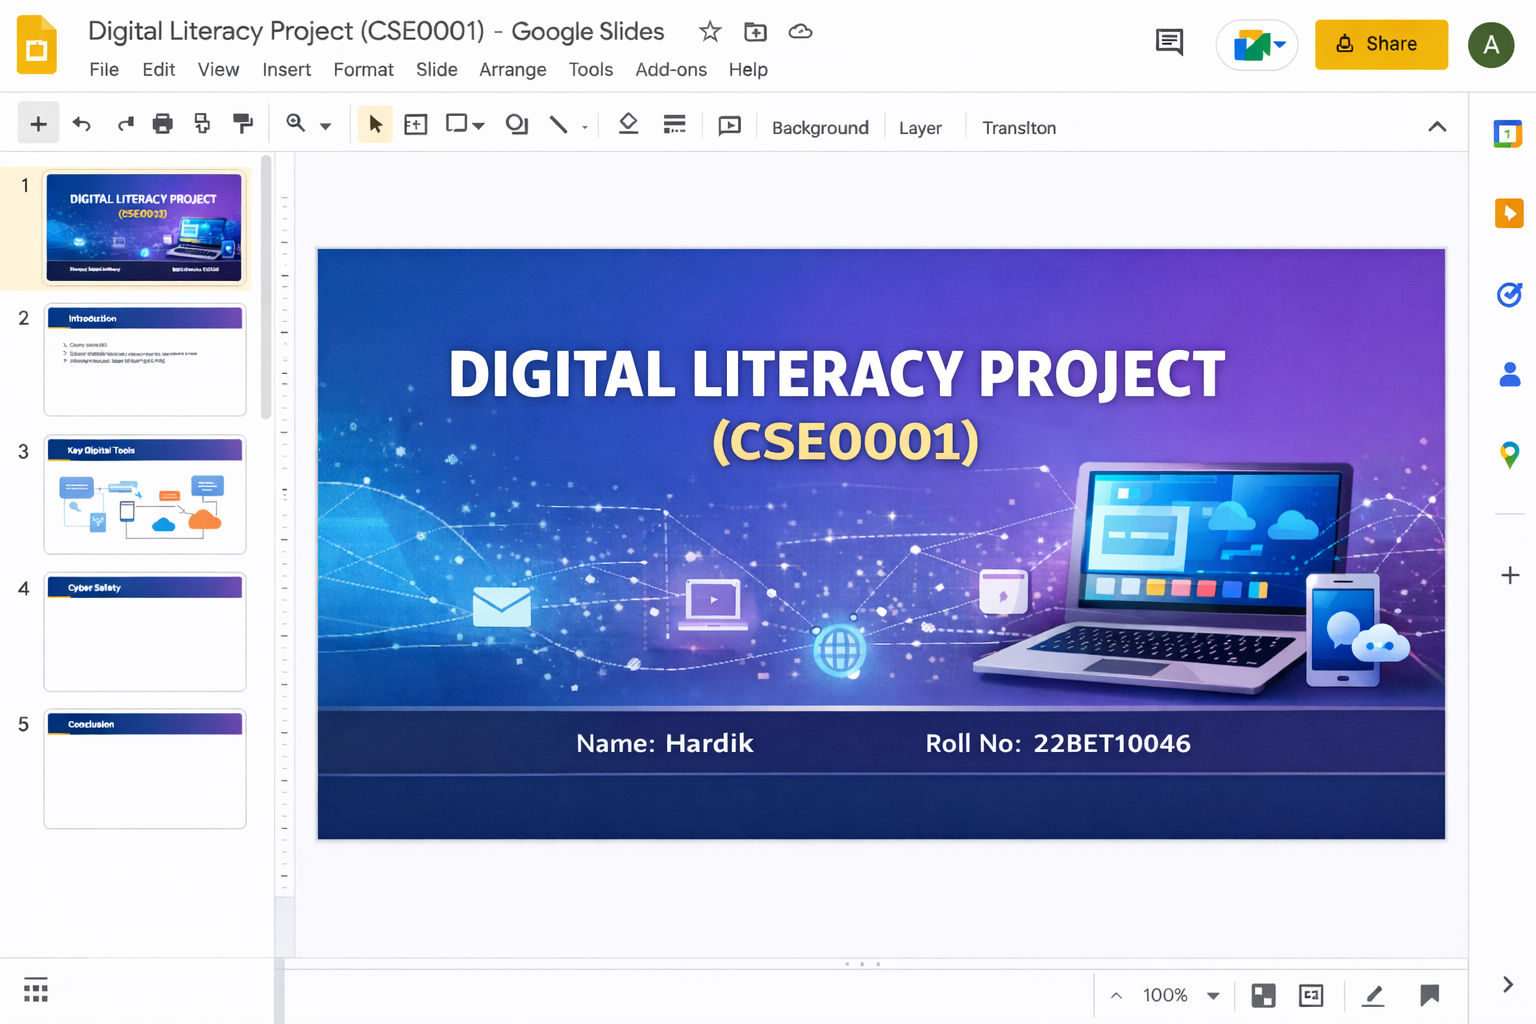 Digital Literacy Project (CSE0001) - Google Slides
File Edit View Insert Format Slide Arrange Tools Add-ons Help
Share
A
Background Layer Translton
1
DIGITAL LITERACY PROJECT
(CSE0001)
2
Introduction
3
Key Digital Tools
4
Cyber Safety
5
Conclusion
DIGITAL LITERACY PROJECT
(CSE0001)
Name: Hardik
Roll No: 22BET10046
1
100%